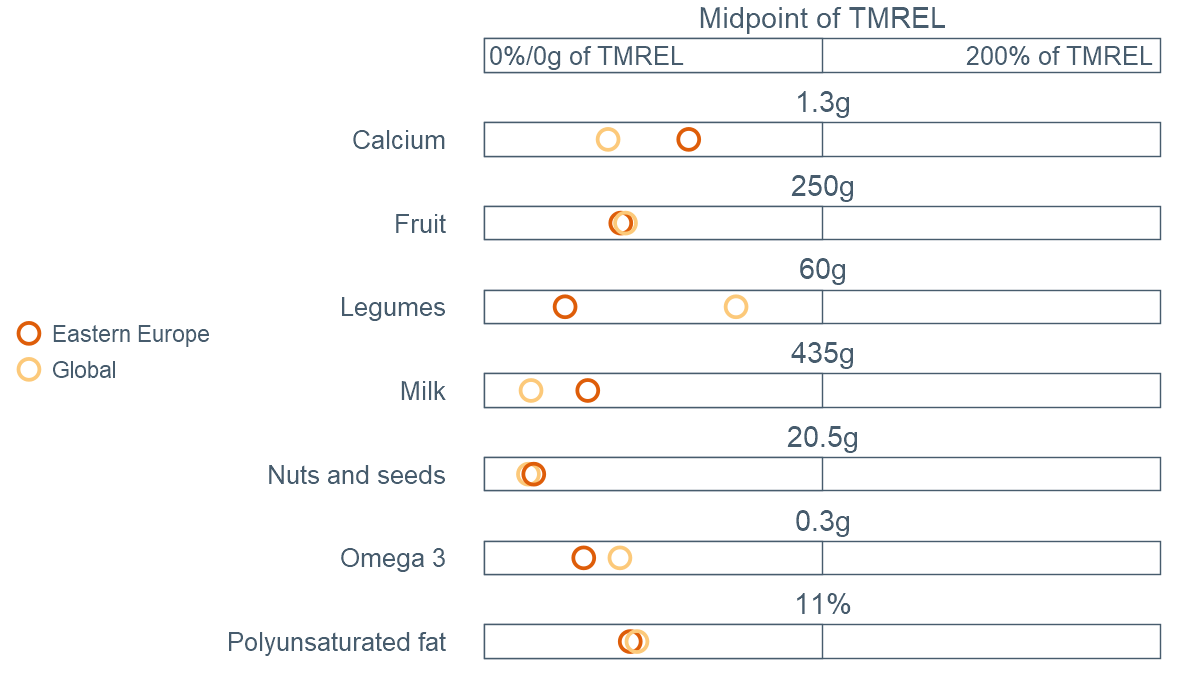 Midpoint of TMREL
0%/0g of TMREL
200% of TMREL
1.3g
Calcium
250g
Fruit
60g
Legumes
Eastern Europe
435g
Global
Milk
20.5g
Nuts and seeds
0.3g
Omega 3
11%
Polyunsaturated fat